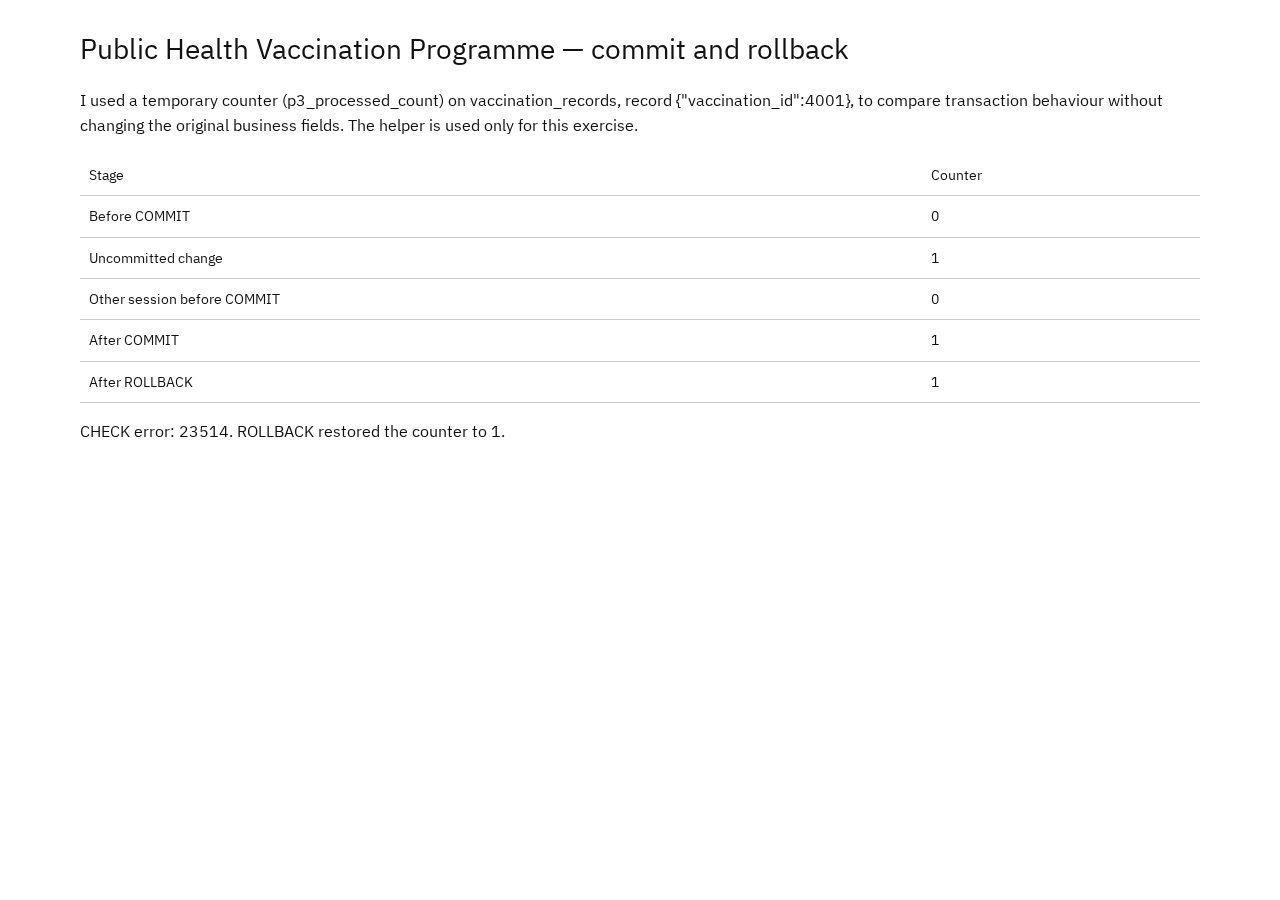 Public Health Vaccination Programme — commit and rollback
I used a temporary counter (p3_processed_count) on vaccination_records, record {"vaccination_id":4001}, to compare transaction behaviour without
changing the original business fields. The helper is used only for this exercise.
Stage Counter
Before COMMIT 0
Uncommitted change 1
Other session before COMMIT 0
After COMMIT 1
After ROLLBACK 1
CHECK error: 23514. ROLLBACK restored the counter to 1.